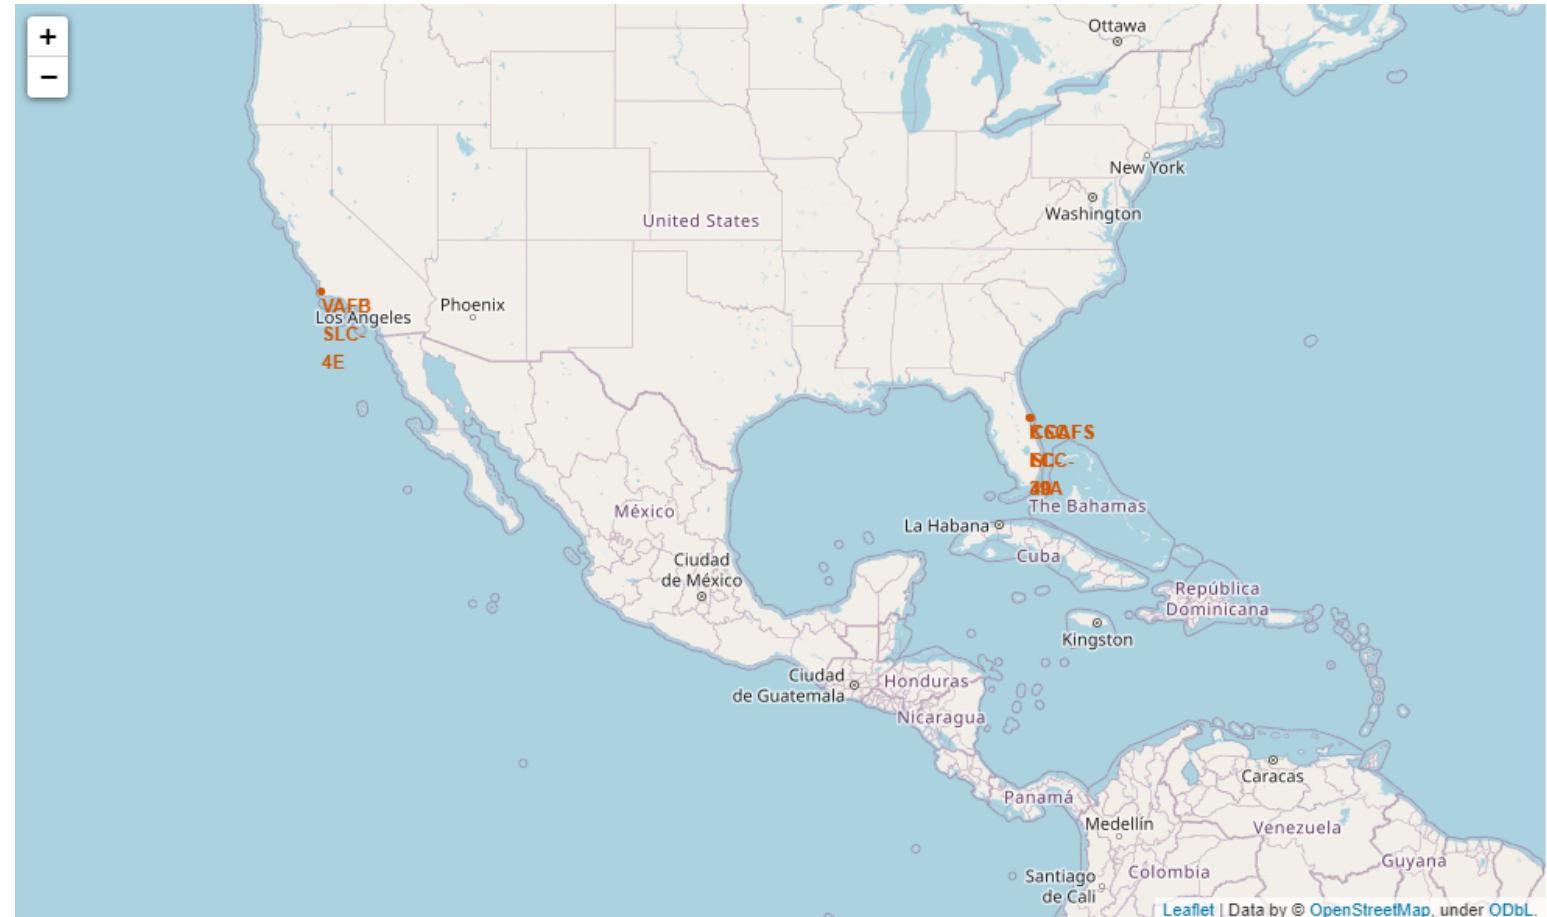 +
−
Ottawa
New York
Washington
United States
VAFB
SLC-
4E
Los Angeles
Phoenix
The Bahamas
México
La Habana
Cuba
Ciudad
de México
República
Dominicana
Kingston
Ciudad
de Guatemala
Honduras
Nicaragua
Caracas
Panamá
Medellín
Venezuela
Guyana
Santiago
de Cali
Colombia
Leaflet | Data by © OpenStreetMap, under ODbL.